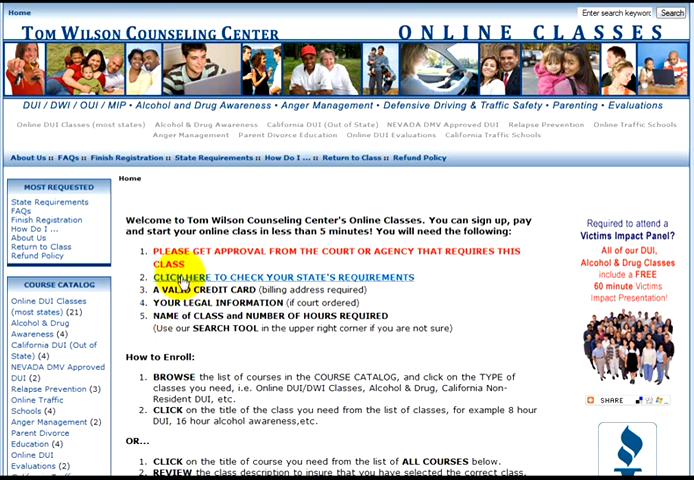 Home
Enter search keyword
Search
TOM WILSON COUNSELING CENTER
ONLINE CLASSES
DUI / DWI / OUI / MIP • Alcohol and Drug Awareness • Anger Management • Defensive Driving & Traffic Safety • Parenting • Evaluations
Online DUI Classes (most states) Alcohol & Drug Awareness California DUI (Out of State) NEVADA DMV Approved DUI Relapse Prevention Online Traffic Schools
Anger Management Parent Divorce Education Online DUI Evaluations California Traffic Schools
About Us :: FAQs :: Finish Registration :: State Requirements :: How Do I ... :: Return to Class :: Refund Policy
MOST REQUESTED
State Requirements
FAQs
Finish Registration
How Do I ...
About Us
Return to Class
Refund Policy
COURSE CATALOG
Online DUI Classes
(most states) (21)
Alcohol & Drug
Awareness (4)
California DUI (Out of
State) (4)
NEVADA DMV Approved
DUI (2)
Relapse Prevention (3)
Online Traffic
Schools (4)
Anger Management (2)
Parent Divorce
Education (4)
Online DUI
Evaluations (2)
California Traffic
Home
Welcome to Tom Wilson Counseling Center's Online Classes. You can sign up, pay
and start your online class in less than 5 minutes! You will need the following:
1. PLEASE GET APPROVAL FROM THE COURT OR AGENCY THAT REQUIRES THIS
CLASS
2. CLICK HERE TO CHECK YOUR STATE'S REQUIREMENTS
3. A VALID CREDIT CARD (billing address required)
4. YOUR LEGAL INFORMATION (if court ordered)
5. NAME of CLASS and NUMBER OF HOURS REQUIRED
(Use our SEARCH TOOL in the upper right corner if you are not sure)
How to Enroll:
1. BROWSE the list of courses in the COURSE CATALOG, and click on the TYPE of
classes you need, i.e. Online DUI/DWI Classes, Alcohol & Drug, California Non-
Resident DUI, etc.
2. CLICK on the title of the class you need from the list of classes, for example 8 hour
DUI, 16 hour alcohol awareness,etc.
OR...
1. CLICK on the title of course you need from the list of ALL COURSES below.
2. REVIEW the class description to insure that you have selected the correct class.
Required to attend a
Victims Impact Panel?
All of our DUI,
Alcohol & Drug Classes
include a FREE
60 minute Victims
Impact Presentation!
SHARE